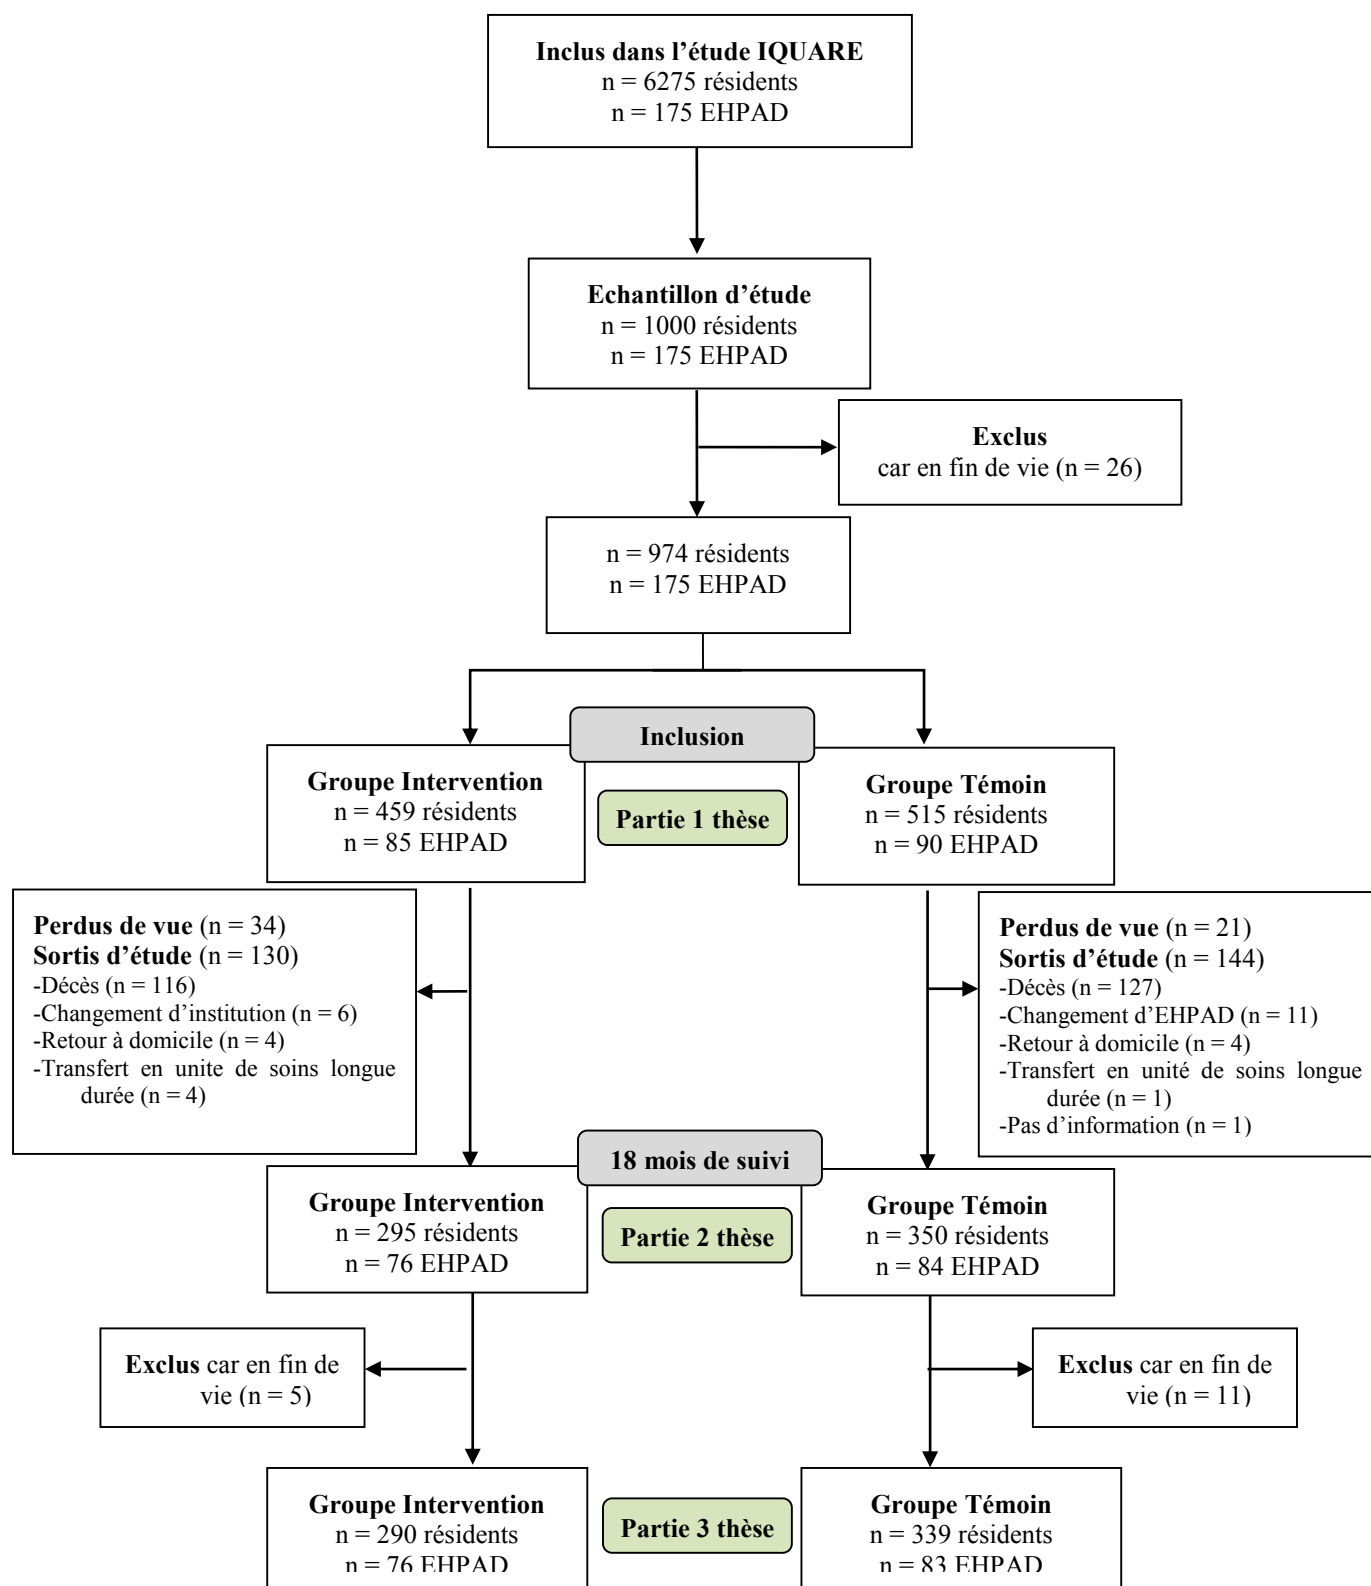 Inclus dans l’étude IQUARE
n = 6275 résidents
n = 175 EHPAD
Echantillon d’étude
n = 1000 résidents
n = 175 EHPAD
Exclus
car en fin de vie (n = 26)
n = 974 résidents
n = 175 EHPAD
Inclusion
Groupe Intervention
n = 459 résidents
n = 85 EHPAD
Partie 1 thèse
Groupe Témoin
n = 515 résidents
n = 90 EHPAD
Perdus de vue (n = 34)
Sortis d’étude (n = 130)
-Décès (n = 116)
-Changement d’institution (n = 6)
-Retour à domicile (n = 4)
-Transfert en unite de soins longue
durée (n = 4)
Perdus de vue (n = 21)
Sortis d’étude (n = 144)
-Décès (n = 127)
-Changement d’EHPAD (n = 11)
-Retour à domicile (n = 4)
-Transfert en unité de soins longue
durée (n = 1)
-Pas d’information (n = 1)
18 mois de suivi
Groupe Intervention
n = 295 résidents
n = 76 EHPAD
Partie 2 thèse
Groupe Témoin
n = 350 résidents
n = 84 EHPAD
Exclus car en fin de
vie (n = 5)
Exclus car en fin de
vie (n = 11)
Groupe Intervention
n = 290 résidents
n = 76 EHPAD
Partie 3 thèse
Groupe Témoin
n = 339 résidents
n = 83 EHPAD